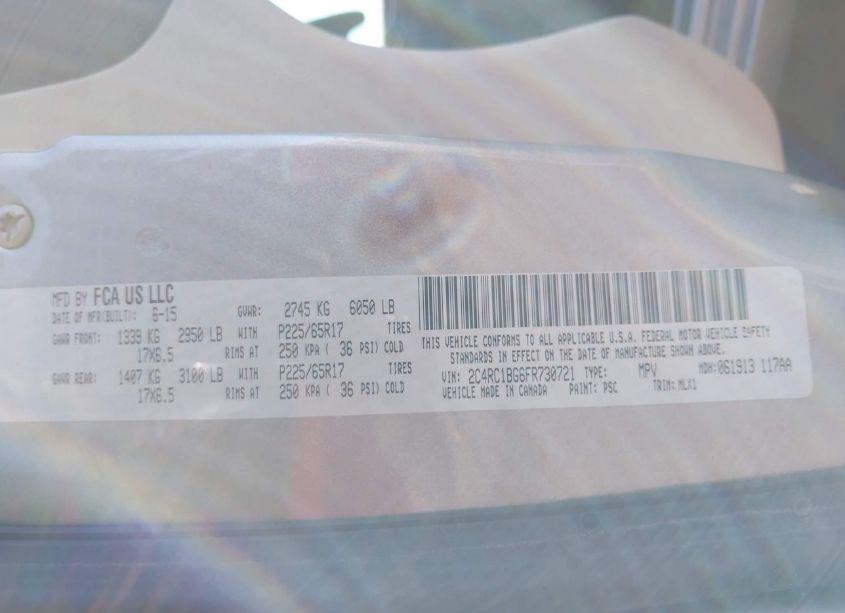 MFD BY FCA US LLC
DATE OF MFR(BUILT): 6-15 GVWR: 2745 KG 6050 LB
GAWR FRONT: 1339 KG 2950 LB WITH P225/65R17 TIRES
17X6.5 RIMS AT 250 KPA ( 36 PSI) COLD
GAWR REAR: 1407 KG 3100 LB WITH P225/65R17 TIRES
17X6.5 RIMS AT 250 KPA ( 36 PSI) COLD
THIS VEHICLE CONFORMS TO ALL APPLICABLE U.S.A. FEDERAL MOTOR VEHICLE SAFETY
STANDARDS IN EFFECT ON THE DATE OF MANUFACTURE SHOWN ABOVE.
VIN: 2C4RC1BG6FR730721 TYPE: MPV MDH: 061913 117AA
VEHICLE MADE IN CANADA PAINT: PSC TRIM: MLX1